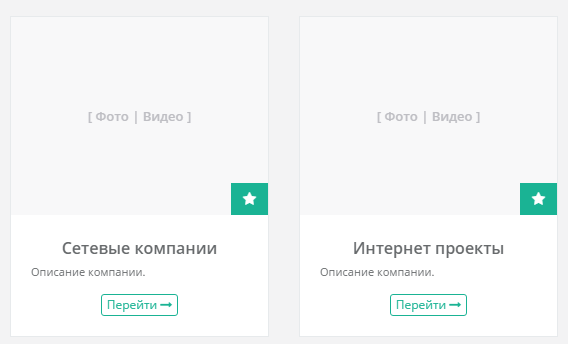 [ Фото | Видео ]
Сетевые компании
Описание компании.
Перейти
[ Фото | Видео ]
Интернет проекты
Описание компании.
Перейти